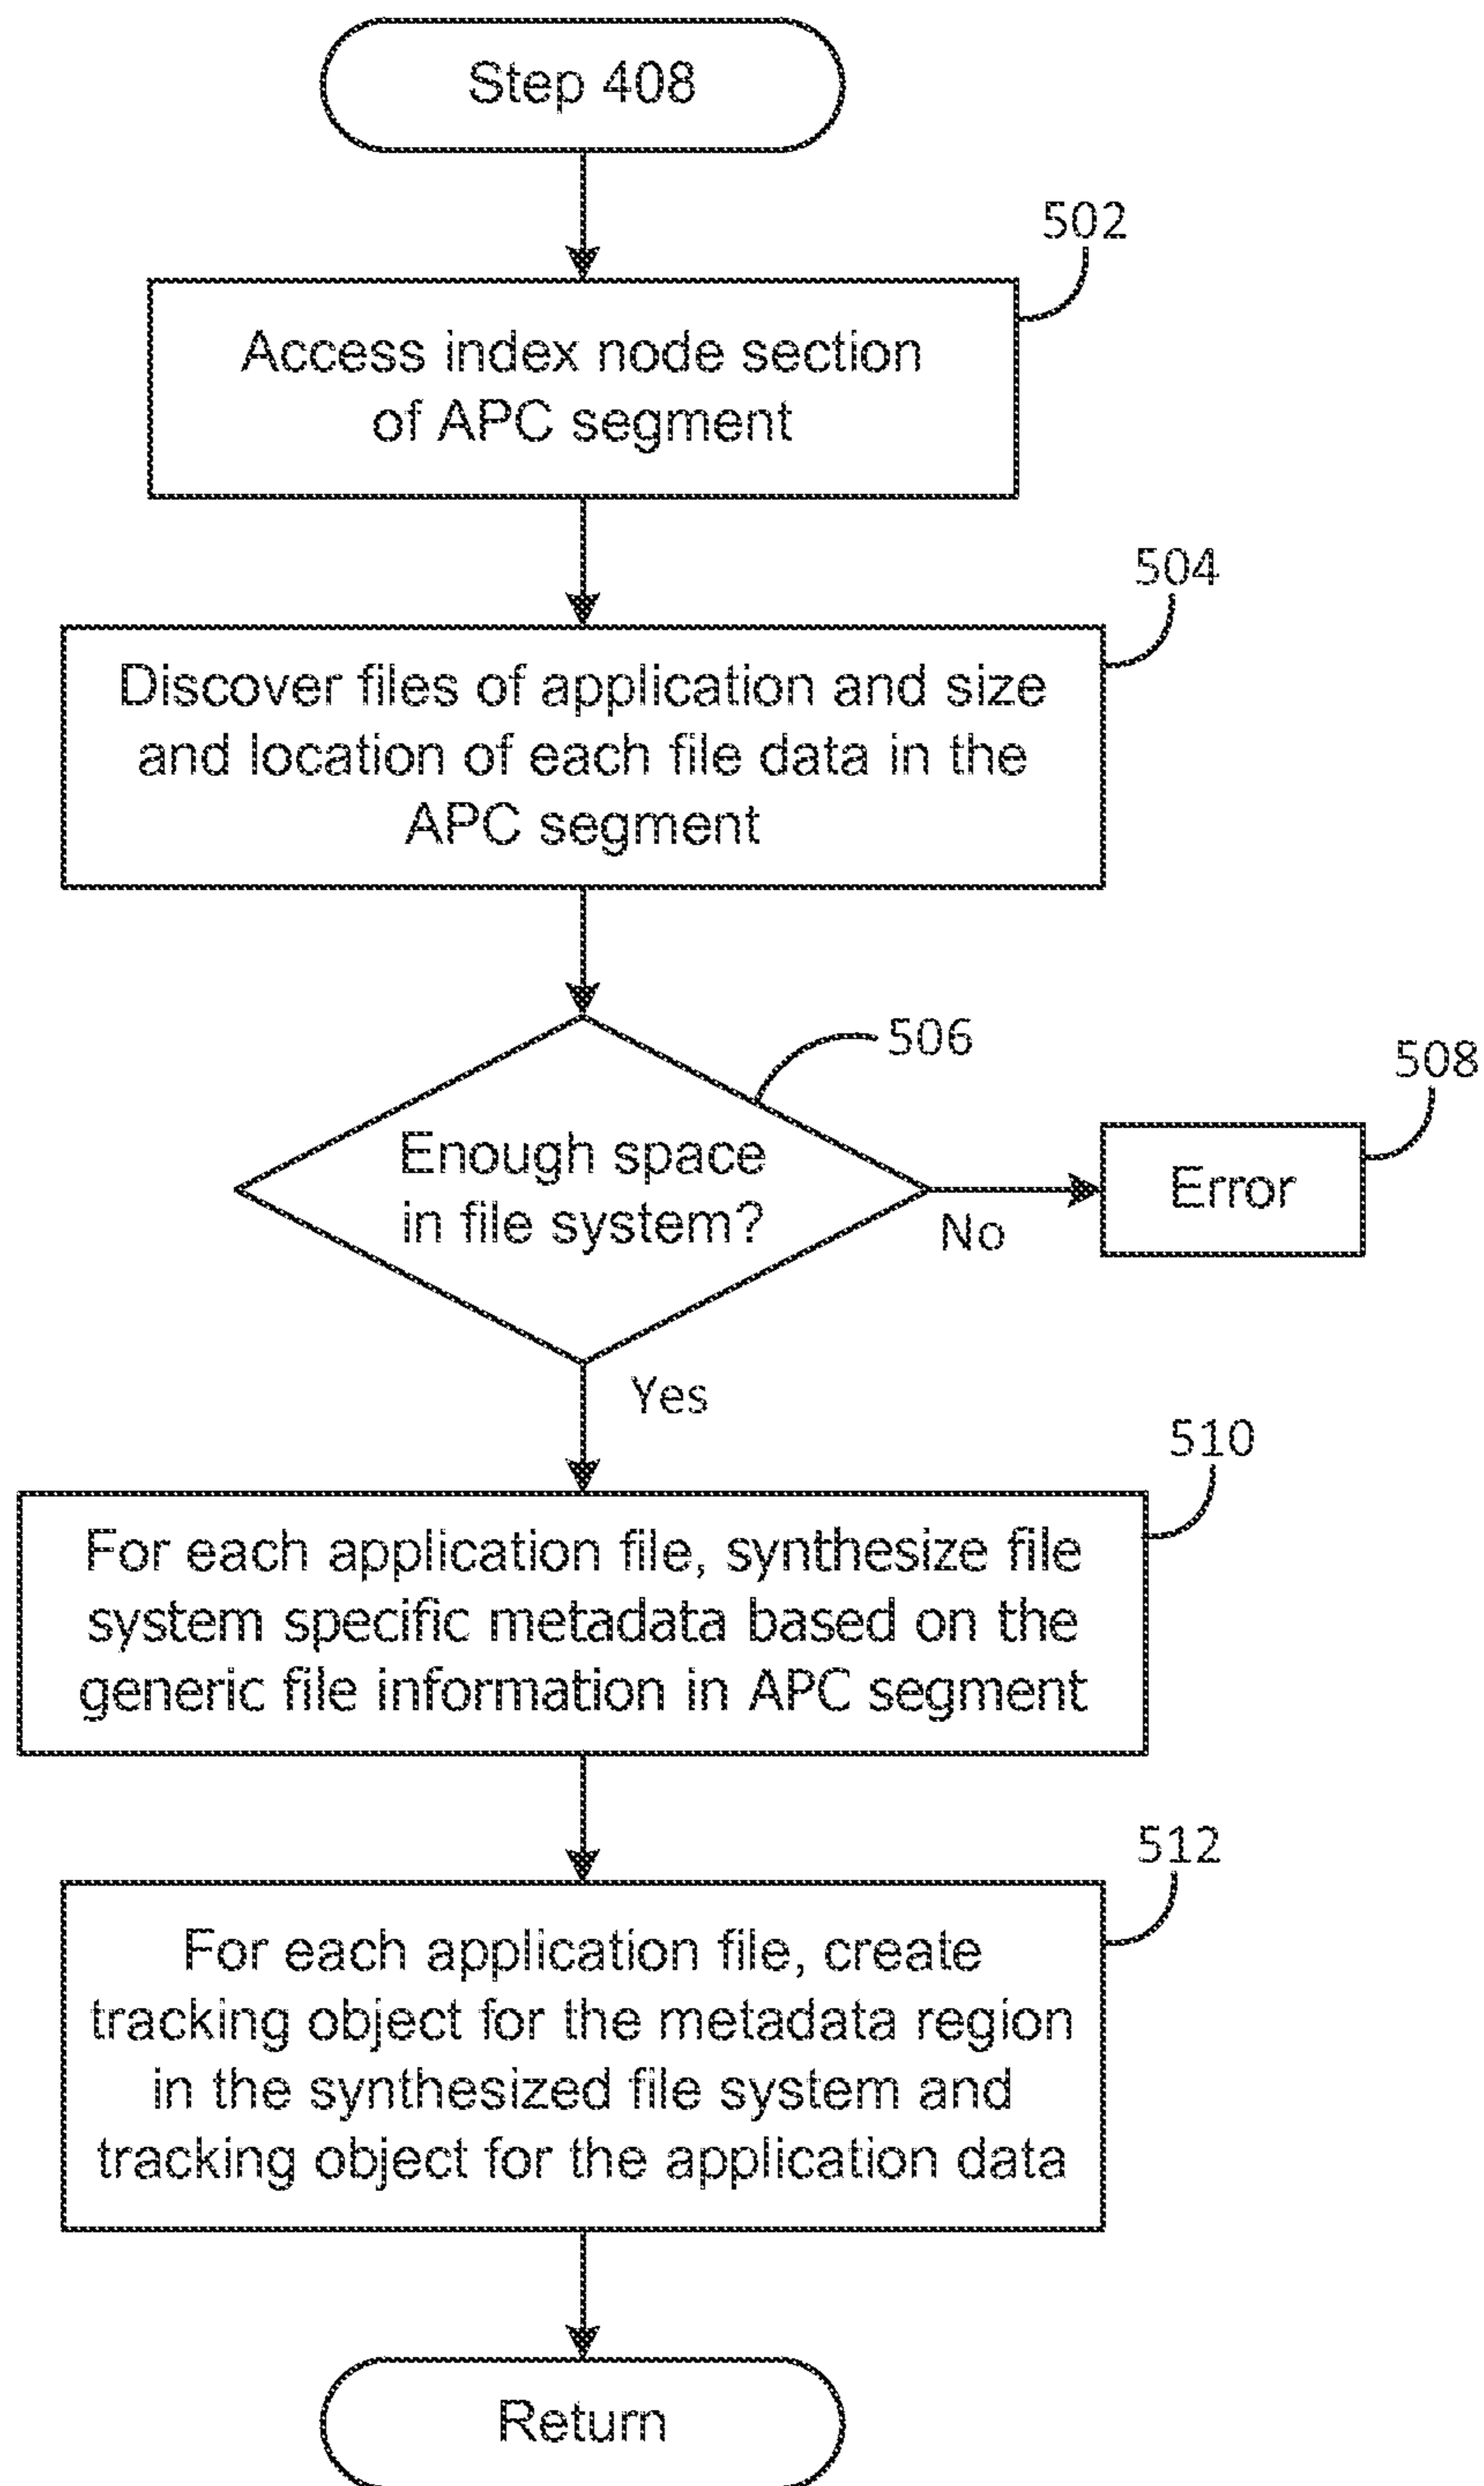 Step 408
502
Access index node section
of APC segment
504
Discover files of application and size
and location of each file data in the
APC segment
506
508
Enough space
in file system?
Error
No
Yes
510
For each application file, synthesize file
system specific metadata based on the
generic file information in APC segment
512
For each application file, create
tracking object for the metadata region
in the synthesized file system and
tracking object for the application data
Return